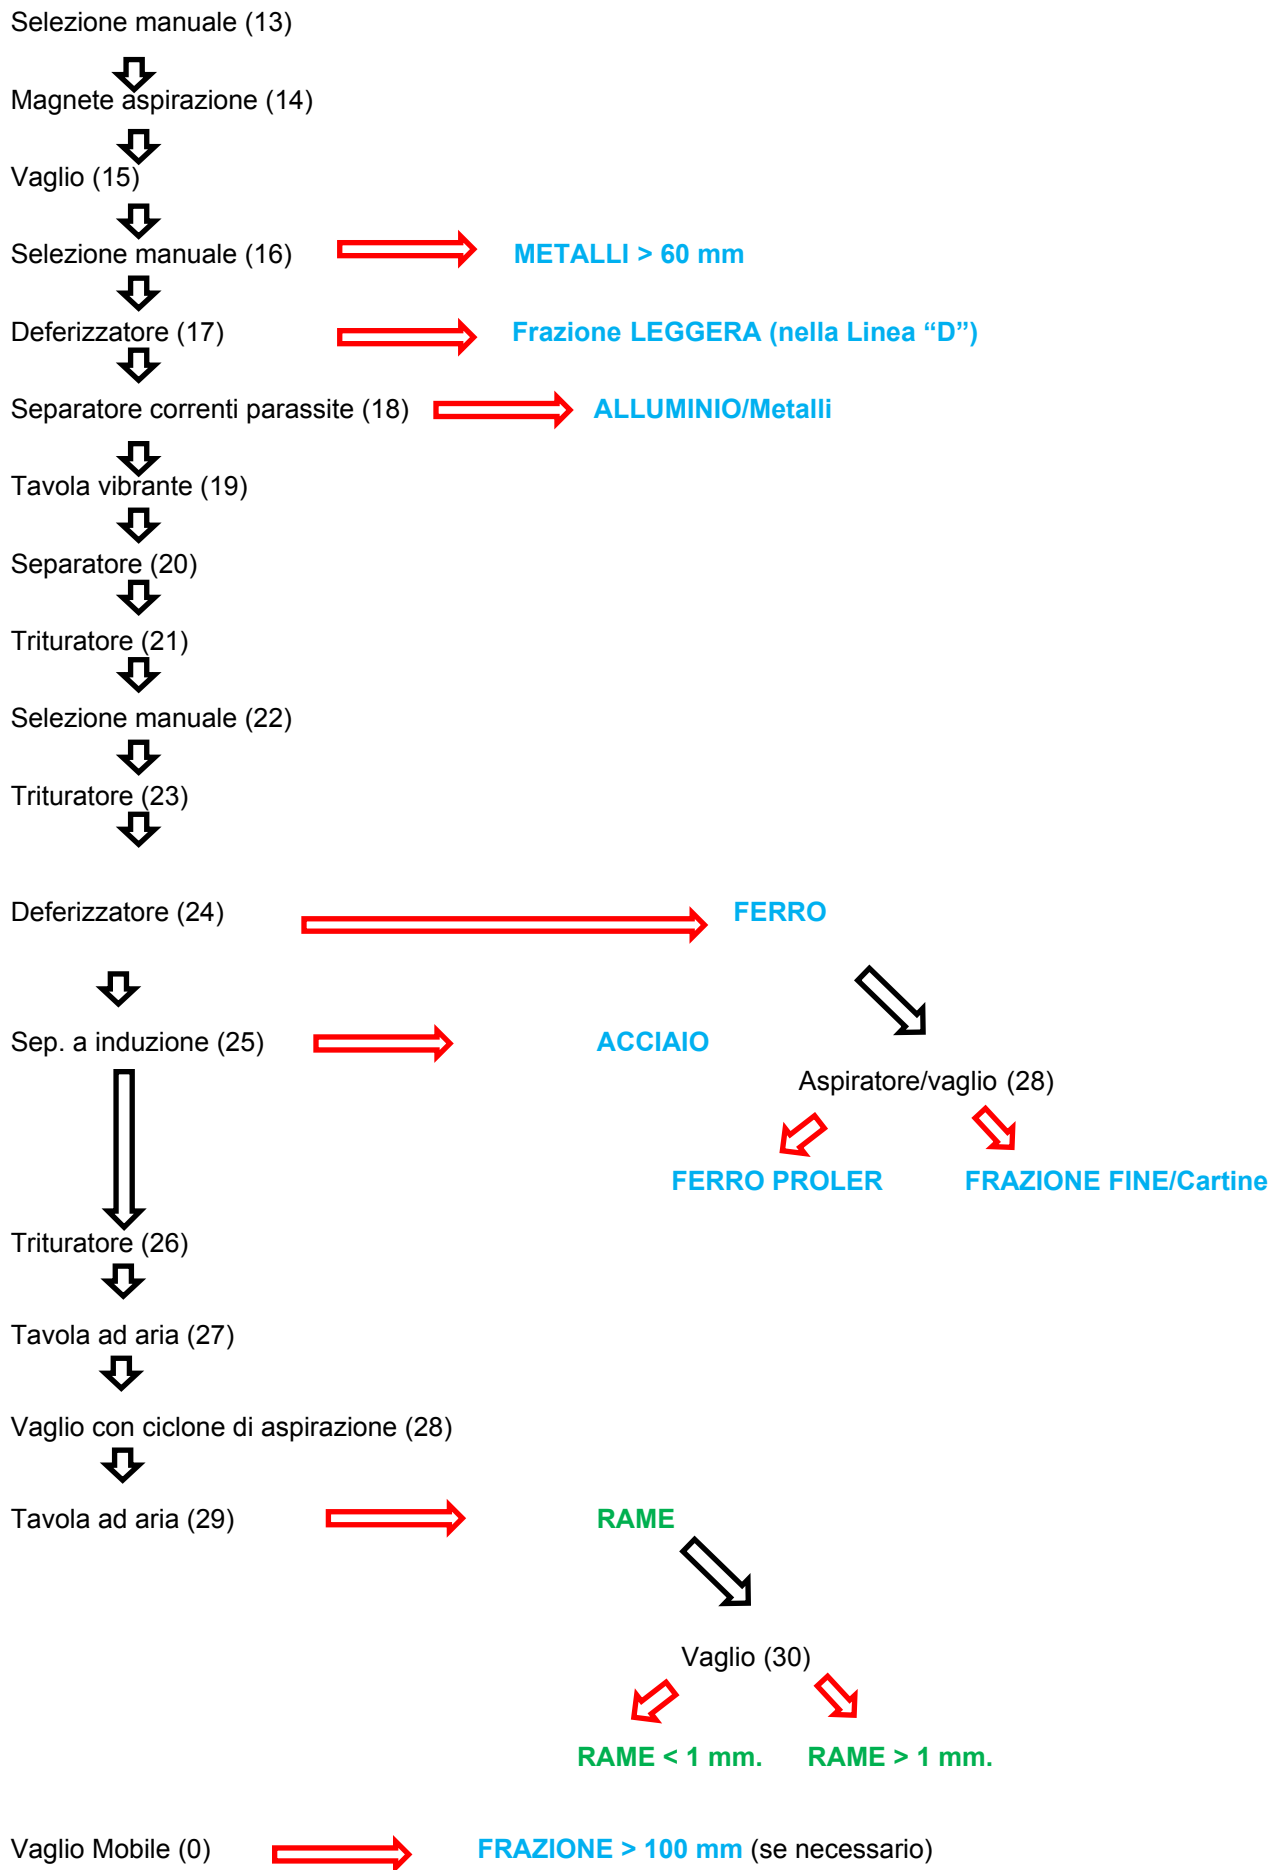 Selezione manuale (13)
Magnete aspirazione (14)
Vaglio (15)
Selezione manuale (16) METALLI > 60 mm
Deferizzatore (17) Frazione LEGGERA (nella Linea “D”)
Separatore correnti parassite (18) ALLUMINIO/Metalli
Tavola vibrante (19)
Separatore (20)
Trituratore (21)
Selezione manuale (22)
Trituratore (23)
Deferizzatore (24) FERRO
Sep. a induzione (25) ACCIAIO
Aspiratore/vaglio (28)
FERRO PROLER FRAZIONE FINE/Cartine
Trituratore (26)
Tavola ad aria (27)
Vaglio con ciclone di aspirazione (28)
Tavola ad aria (29) RAME
Vaglio (30)
RAME < 1 mm. RAME > 1 mm.
Vaglio Mobile (0) FRAZIONE > 100 mm (se necessario)